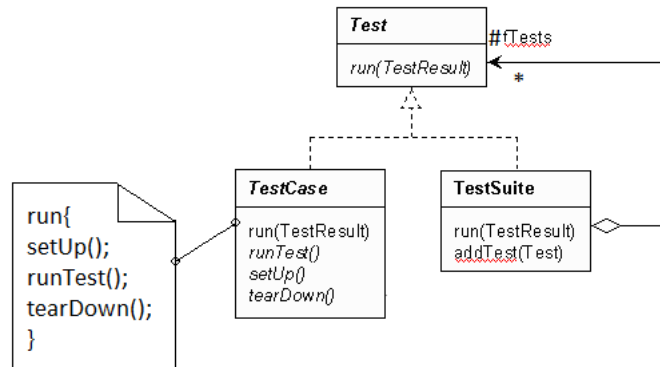 Test
#fTests
run(TestResult)
*
TestCase
run(TestResult)
runTest()
setUp()
tearDown()
TestSuite
run(TestResult)
addTest(Test)
run{
setUp();
runTest();
tearDown();
}